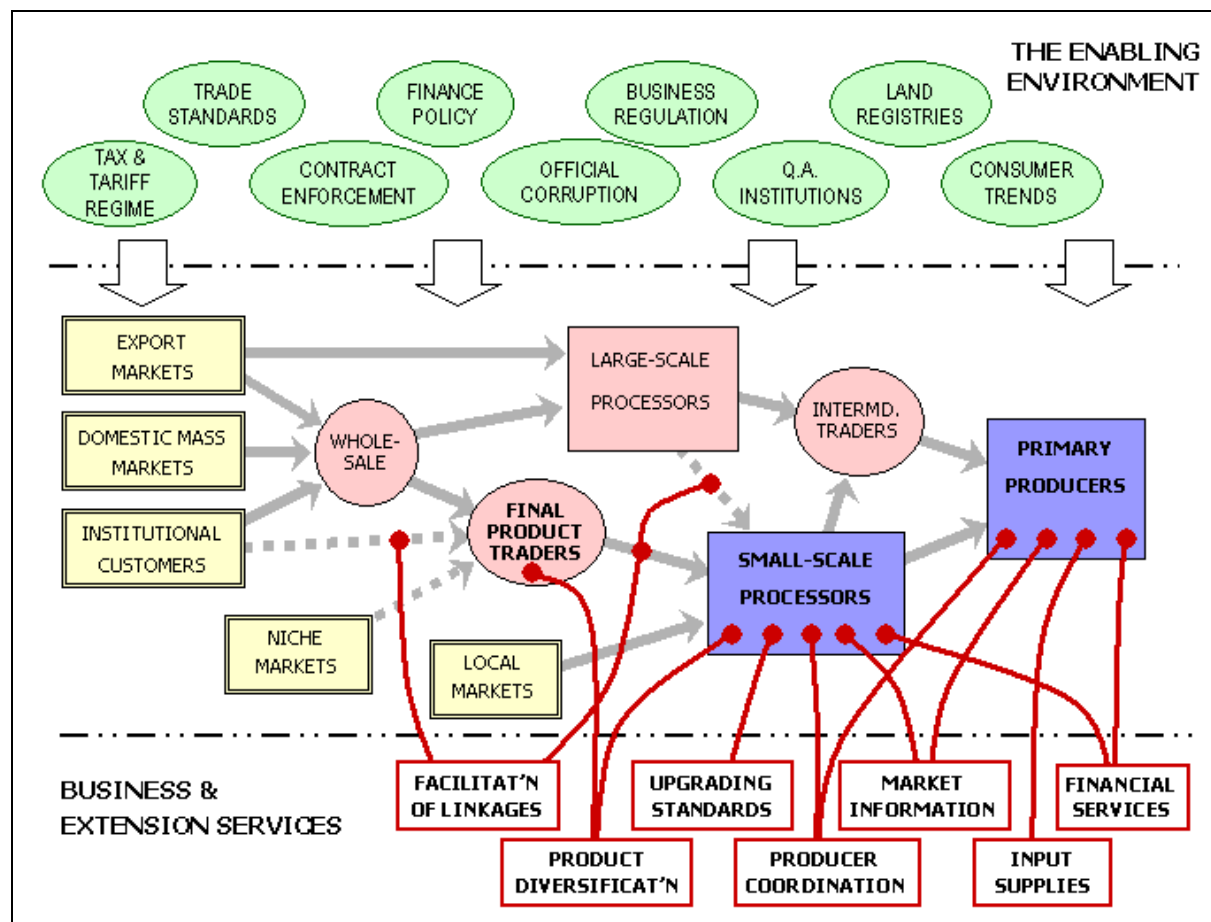 THE ENABLING
ENVIRONMENT
TRADE
STANDARDS
FINANCE
POLICY
BUSINESS
REGULATION
LAND
REGISTRIES
TAX &
TARIFF
REGIME
CONTRACT
ENFORCEMENT
OFFICIAL
CORRUPTION
Q.A.
INSTITUTIONS
CONSUMER
TRENDS
EXPORT
MARKETS
LARGE-SCALE
PROCESSORS
INTERMD.
TRADERS
DOMESTIC MASS
MARKETS
WHOLE-
SALE
PRIMARY
PRODUCERS
INSTITUTIONAL
CUSTOMERS
FINAL
PRODUCT
TRADERS
SMALL-SCALE
PROCESSORS
NICHE
MARKETS
LOCAL
MARKETS
BUSINESS &
EXTENSION SERVICES
FACILITAT'N
OF LINKAGES
UPGRADING
STANDARDS
MARKET
INFORMATION
FINANCIAL
SERVICES
PRODUCT
DIVERSIFICAT'N
PRODUCER
COORDINATION
INPUT
SUPPLIES